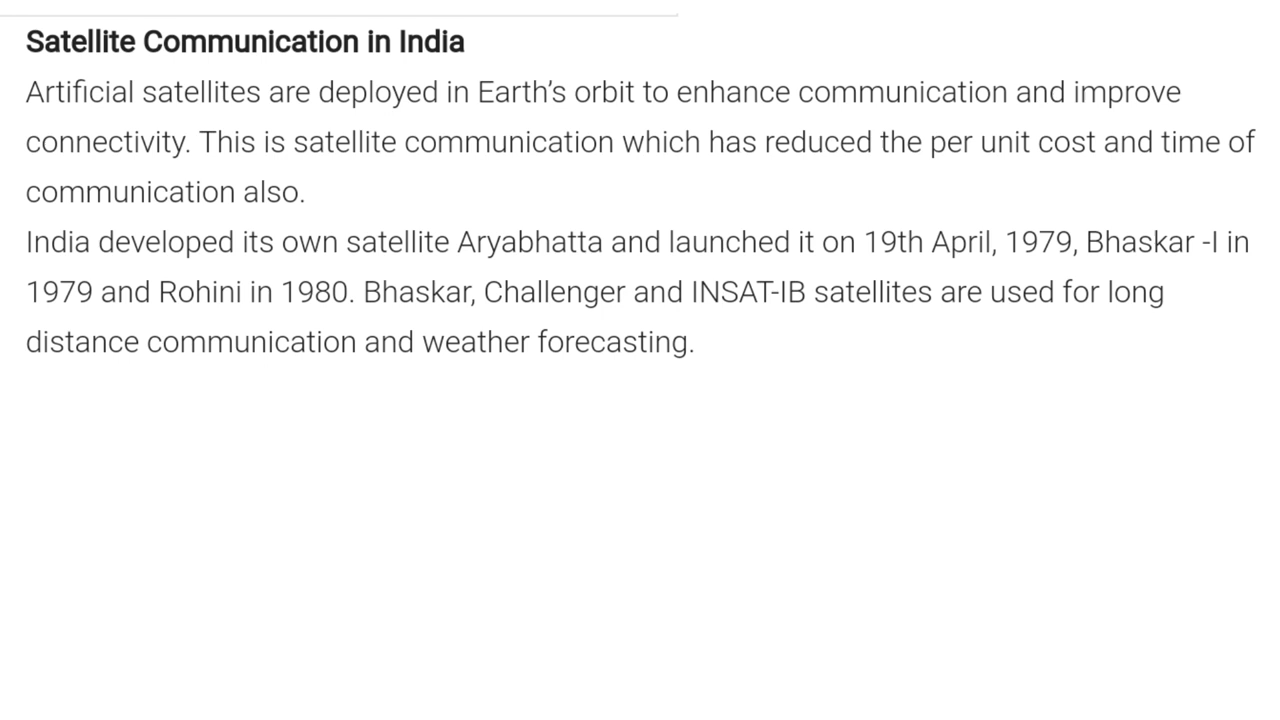 Satellite Communication in India
Artificial satellites are deployed in Earth’s orbit to enhance communication and improve
connectivity. This is satellite communication which has reduced the per unit cost and time of
communication also.
India developed its own satellite Aryabhatta and launched it on 19th April, 1979, Bhaskar -I in
1979 and Rohini in 1980. Bhaskar, Challenger and INSAT-IB satellites are used for long
distance communication and weather forecasting.